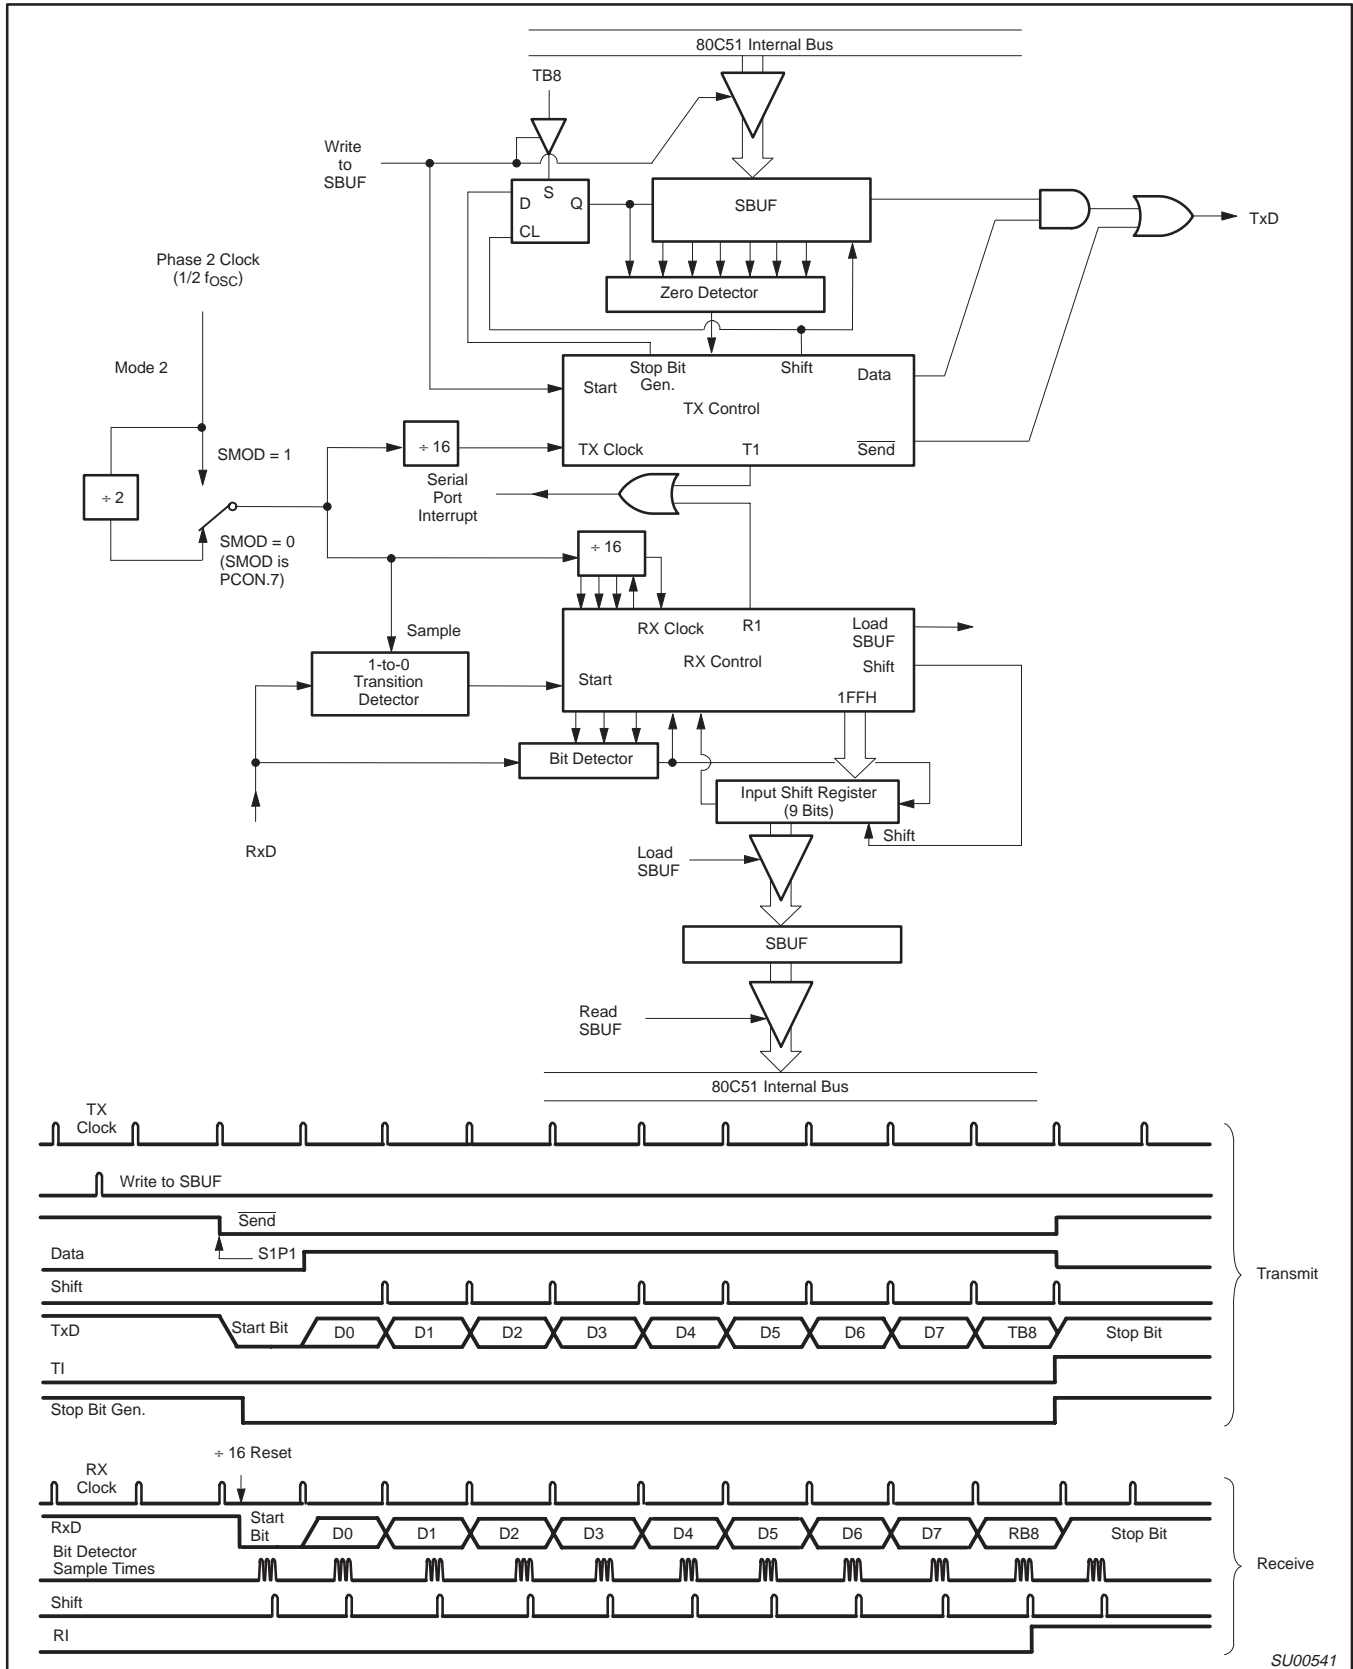 80C51 Internal Bus
TB8
Write
to
SBUF
D
S
Q
CL
SBUF
TxD
Phase 2 Clock
(1/2 fOSC)
Zero Detector
Mode 2
Stop Bit
Gen.
Shift
Data
Start
TX Control
SMOD = 1
÷ 16
TX Clock
T1
Send
÷ 2
Serial
Port
Interrupt
SMOD = 0
(SMOD is
PCON.7)
÷ 16
Sample
RX Clock
R1
Load
SBUF
RX Control
Shift
1-to-0
Transition
Detector
Start
1FFH
Bit Detector
Input Shift Register
(9 Bits)
Shift
RxD
Load
SBUF
SBUF
Read
SBUF
80C51 Internal Bus
TX
Clock
Write to SBUF
Send
Data
S1P1
Shift
TxD
Start Bit
D0
D1
D2
D3
D4
D5
D6
D7
TB8
Stop Bit
TI
Stop Bit Gen.
Transmit
÷ 16 Reset
RX
Clock
RxD
Start
Bit
D0
D1
D2
D3
D4
D5
D6
D7
RB8
Stop Bit
Bit Detector
Sample Times
Shift
RI
Receive
SU00541